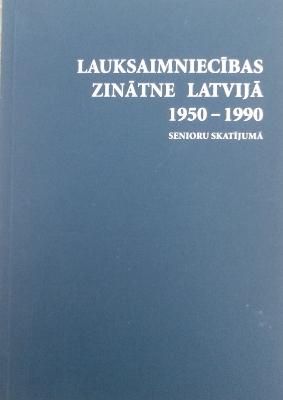 LAUKSAIMNIECĪBAS
ZINĀTNE LATVIJĀ
1950 – 1990
SENIORU SKATĪJUMĀ